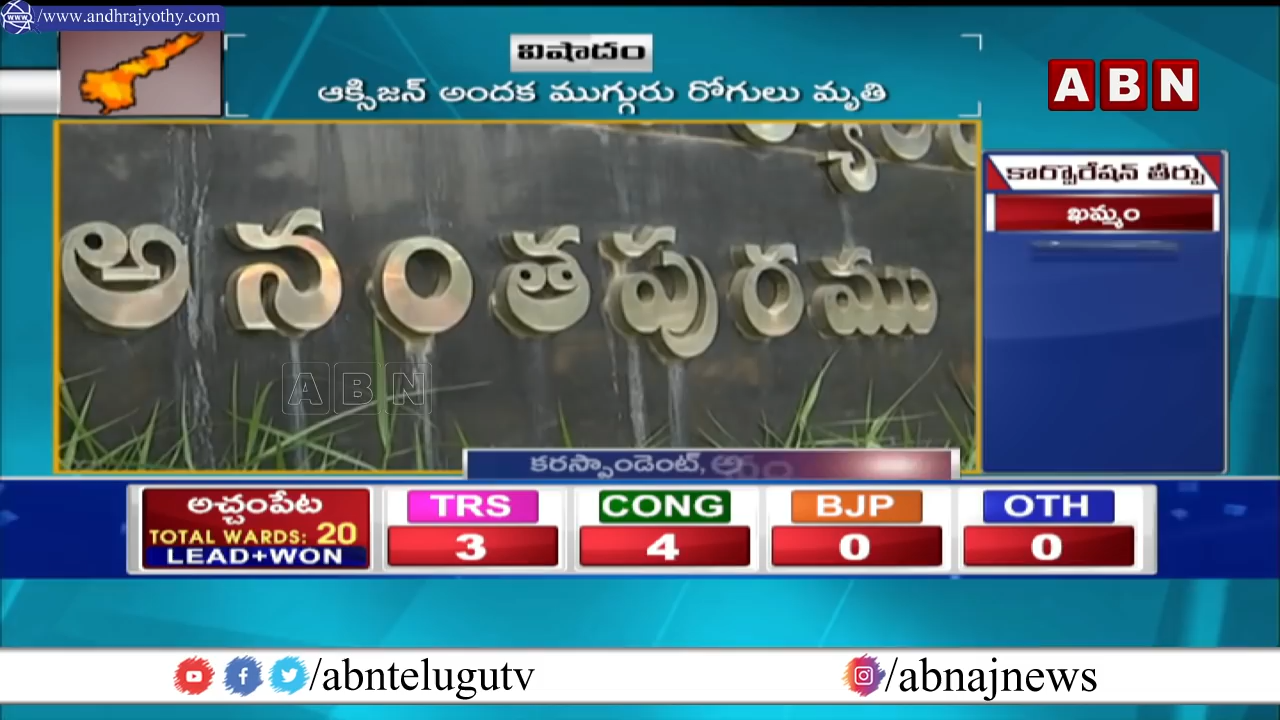 /www.andhrajyothy.com
విషాదం
ఆక్సిజన్ అందక ముగ్గురు రోగులు మృతి
ABN
కార్పొరేషన్ తీర్పు
ఖమ్మం
అనంతపురము
ABN
కరస్పాండెంట్,
అచ్చంపేట
TOTAL WARDS: 20
LEAD+WON
TRS CONG BJP OTH
3 4 0 0
/abntelugutv
/abnajnews